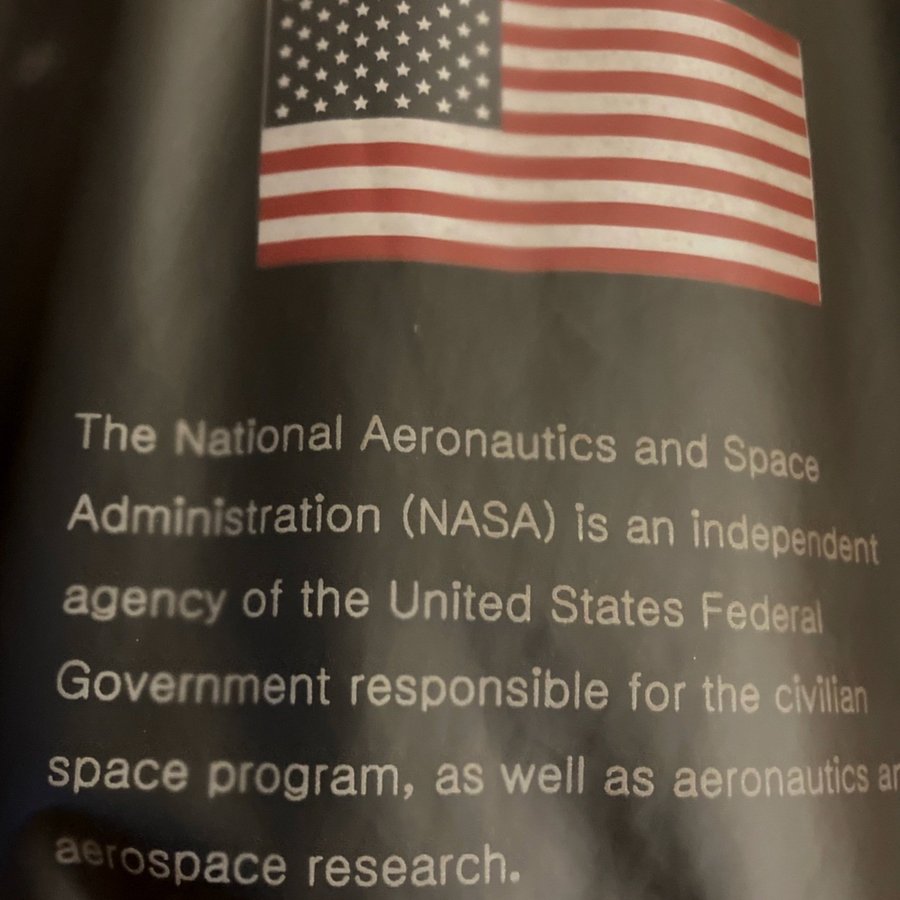 The National Aeronautics and Space
Administration (NASA) is an independent
agency of the United States Federal
Government responsible for the civilian
space program, as well as aeronautics
aerospace research.